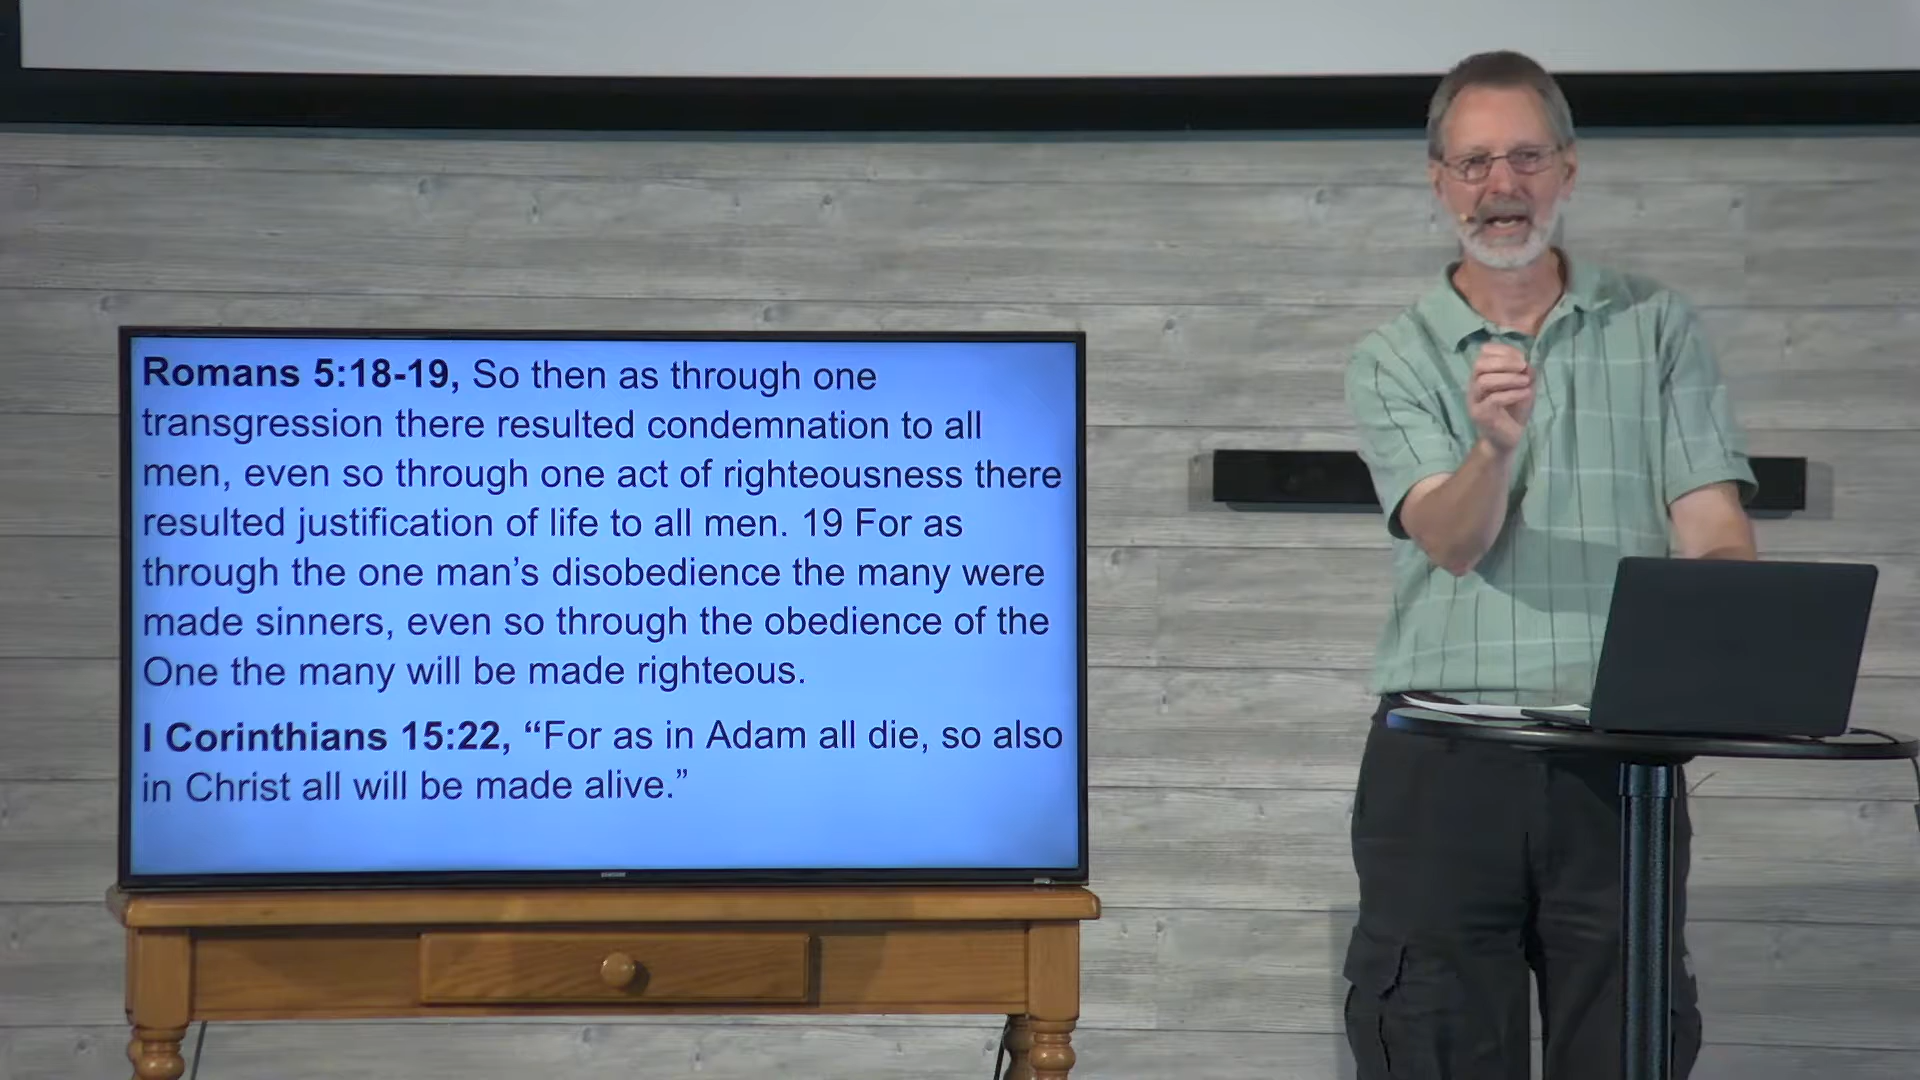 Romans 5:18-19, So then as through one
transgression there resulted condemnation to all
men, even so through one act of righteousness there
resulted justification of life to all men. 19 For as
through the one man’s disobedience the many were
made sinners, even so through the obedience of the
One the many will be made righteous.
I Corinthians 15:22, “For as in Adam all die, so also
in Christ all will be made alive.”
SAMSUNG